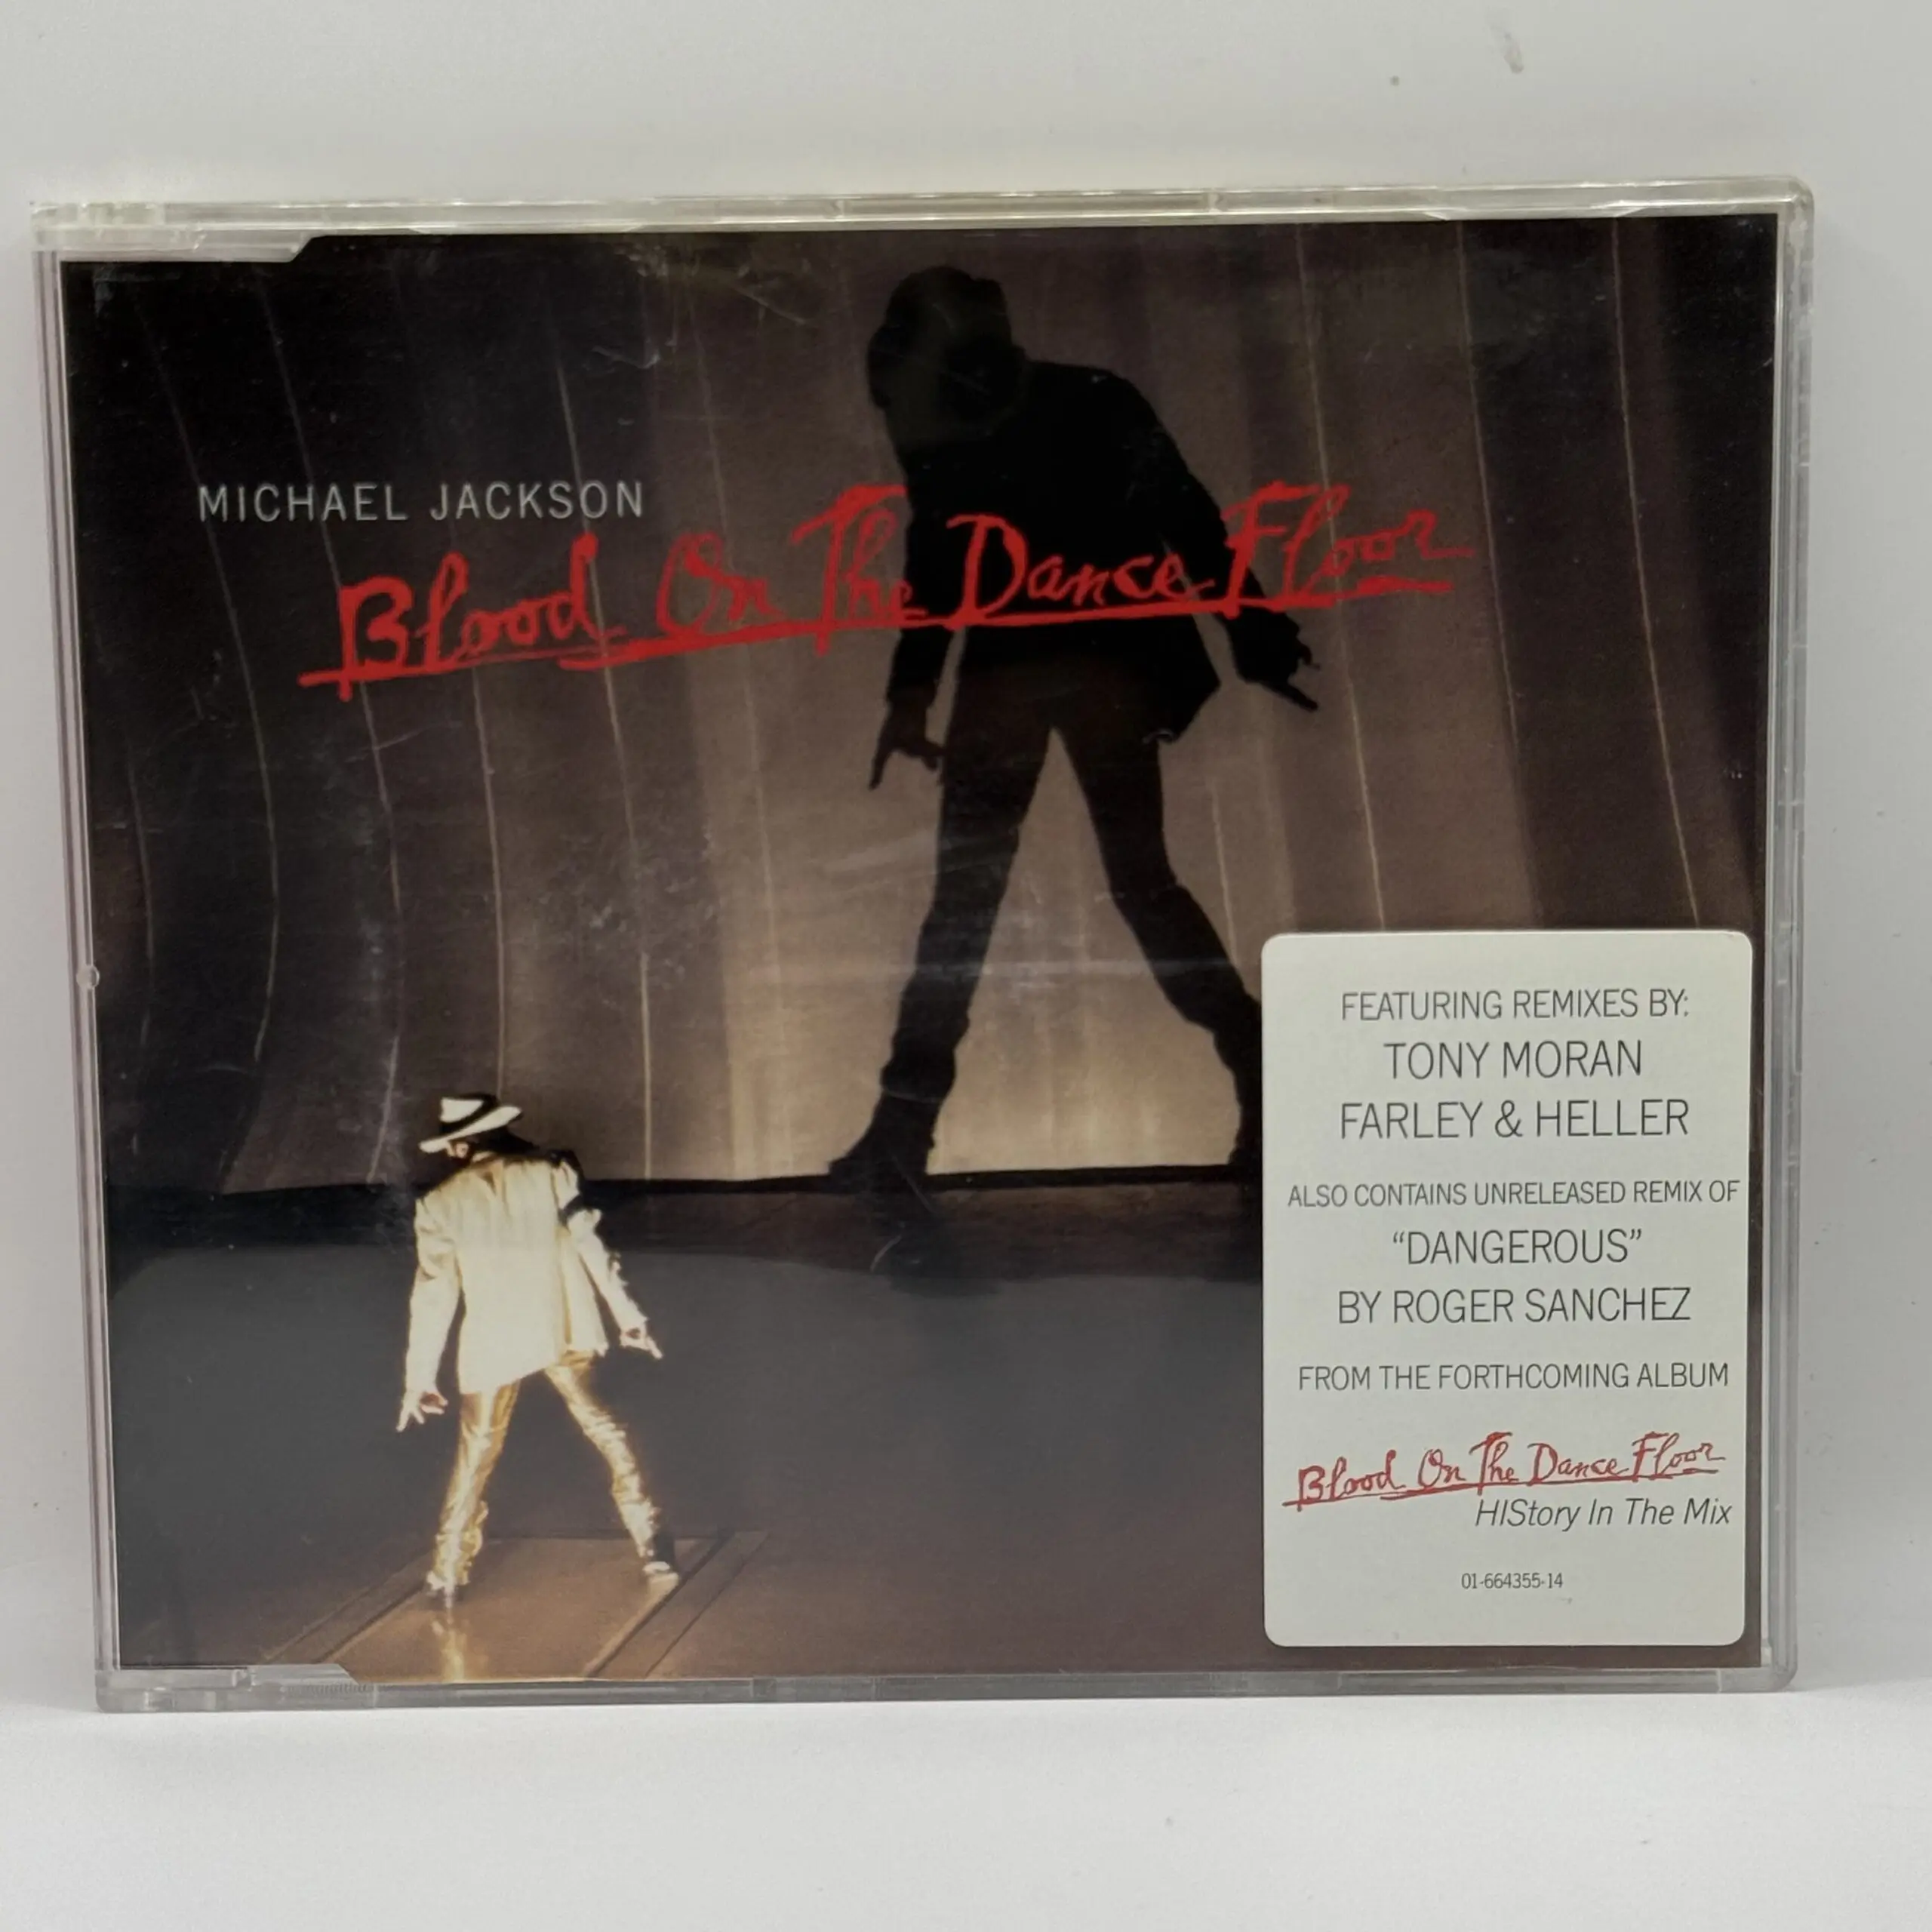 MICHAEL JACKSON
Blood On The Dance Floor
FEATURING REMIXES BY:
TONY MORAN
FARLEY & HELLER
ALSO CONTAINS UNRELEASED REMIX OF
“DANGEROUS”
BY ROGER SANCHEZ
FROM THE FORTHCOMING ALBUM
Blood On The Dance Floor
HIStory In The Mix
01-664355-14